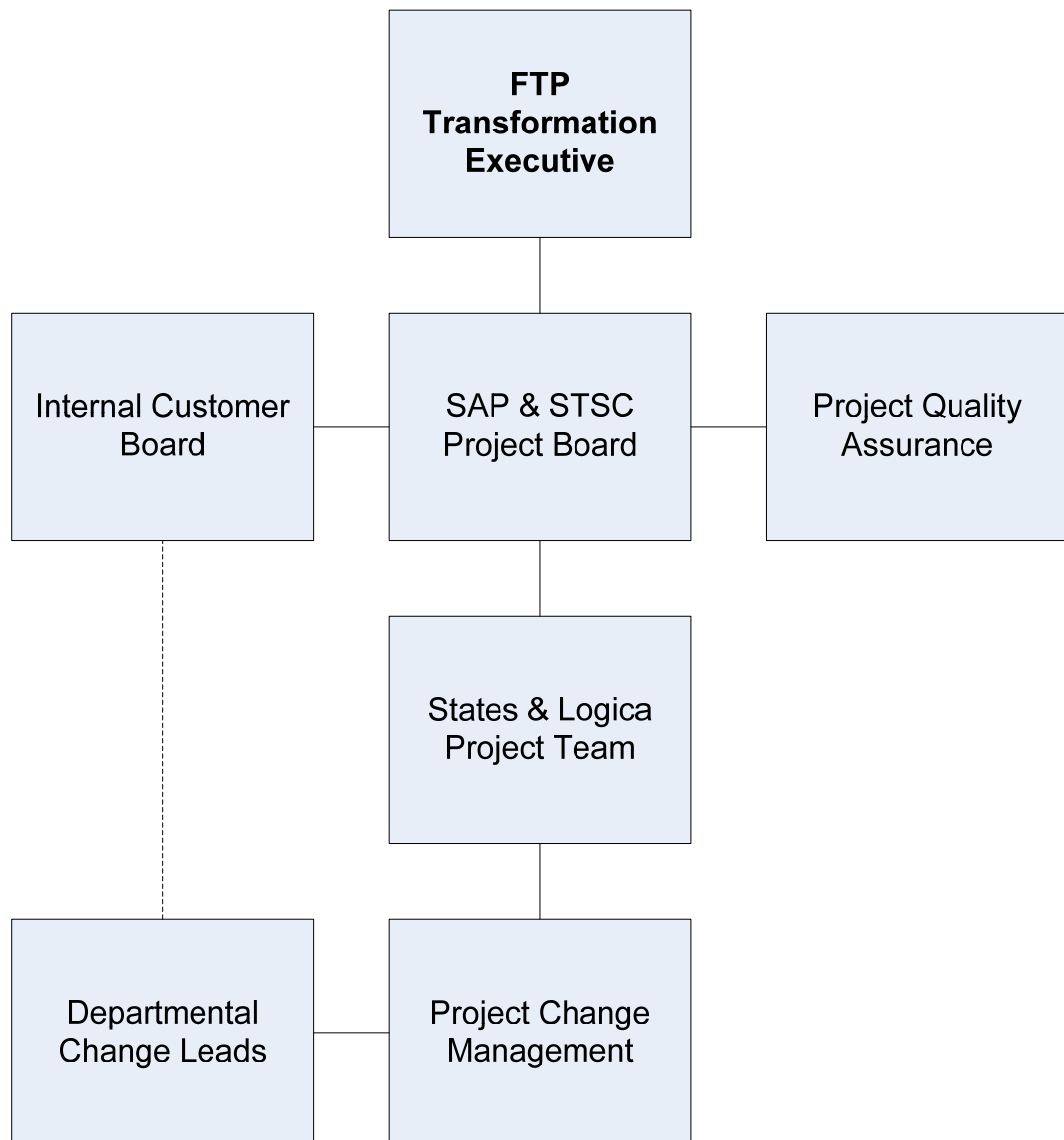 FTP
Transformation
Executive
Internal Customer
Board
SAP & STSC
Project Board
Project Quality
Assurance
States & Logica
Project Team
Departmental
Change Leads
Project Change
Management